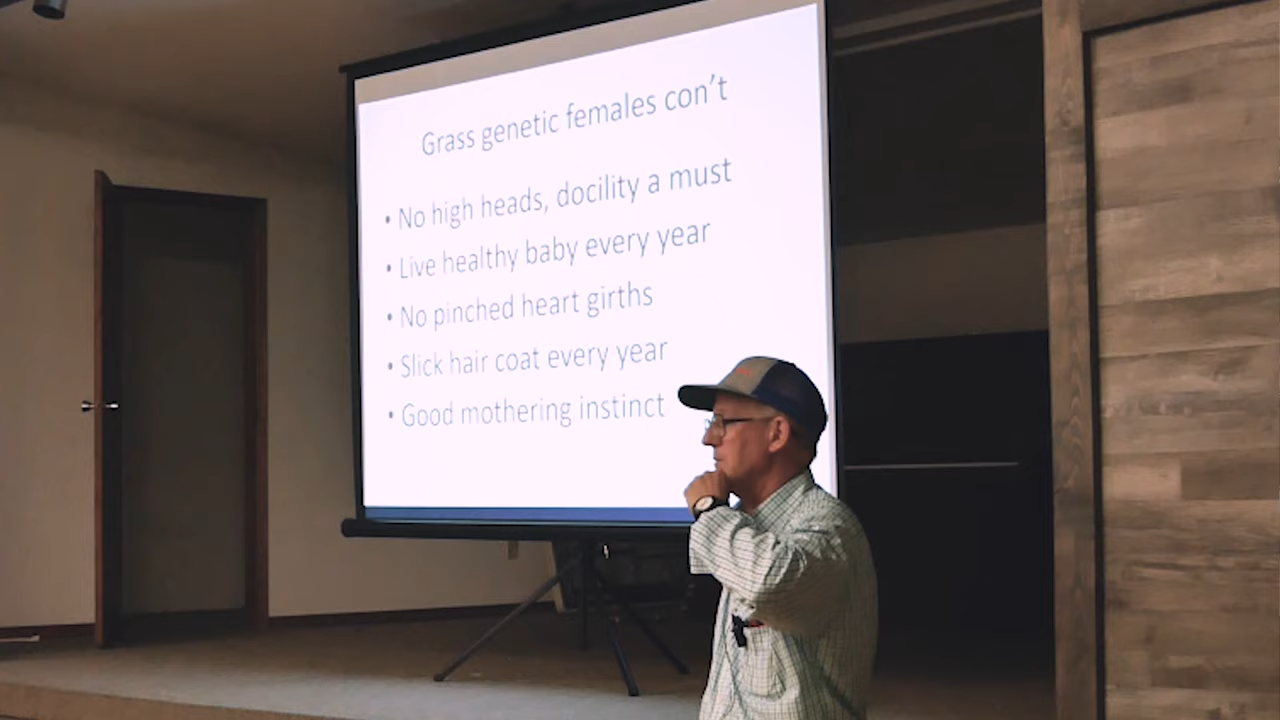 Grass genetic females con't
• No high heads, docility a must
• Live healthy baby every year
• No pinched heart girths
• Slick hair coat every year
• Good mothering instinct